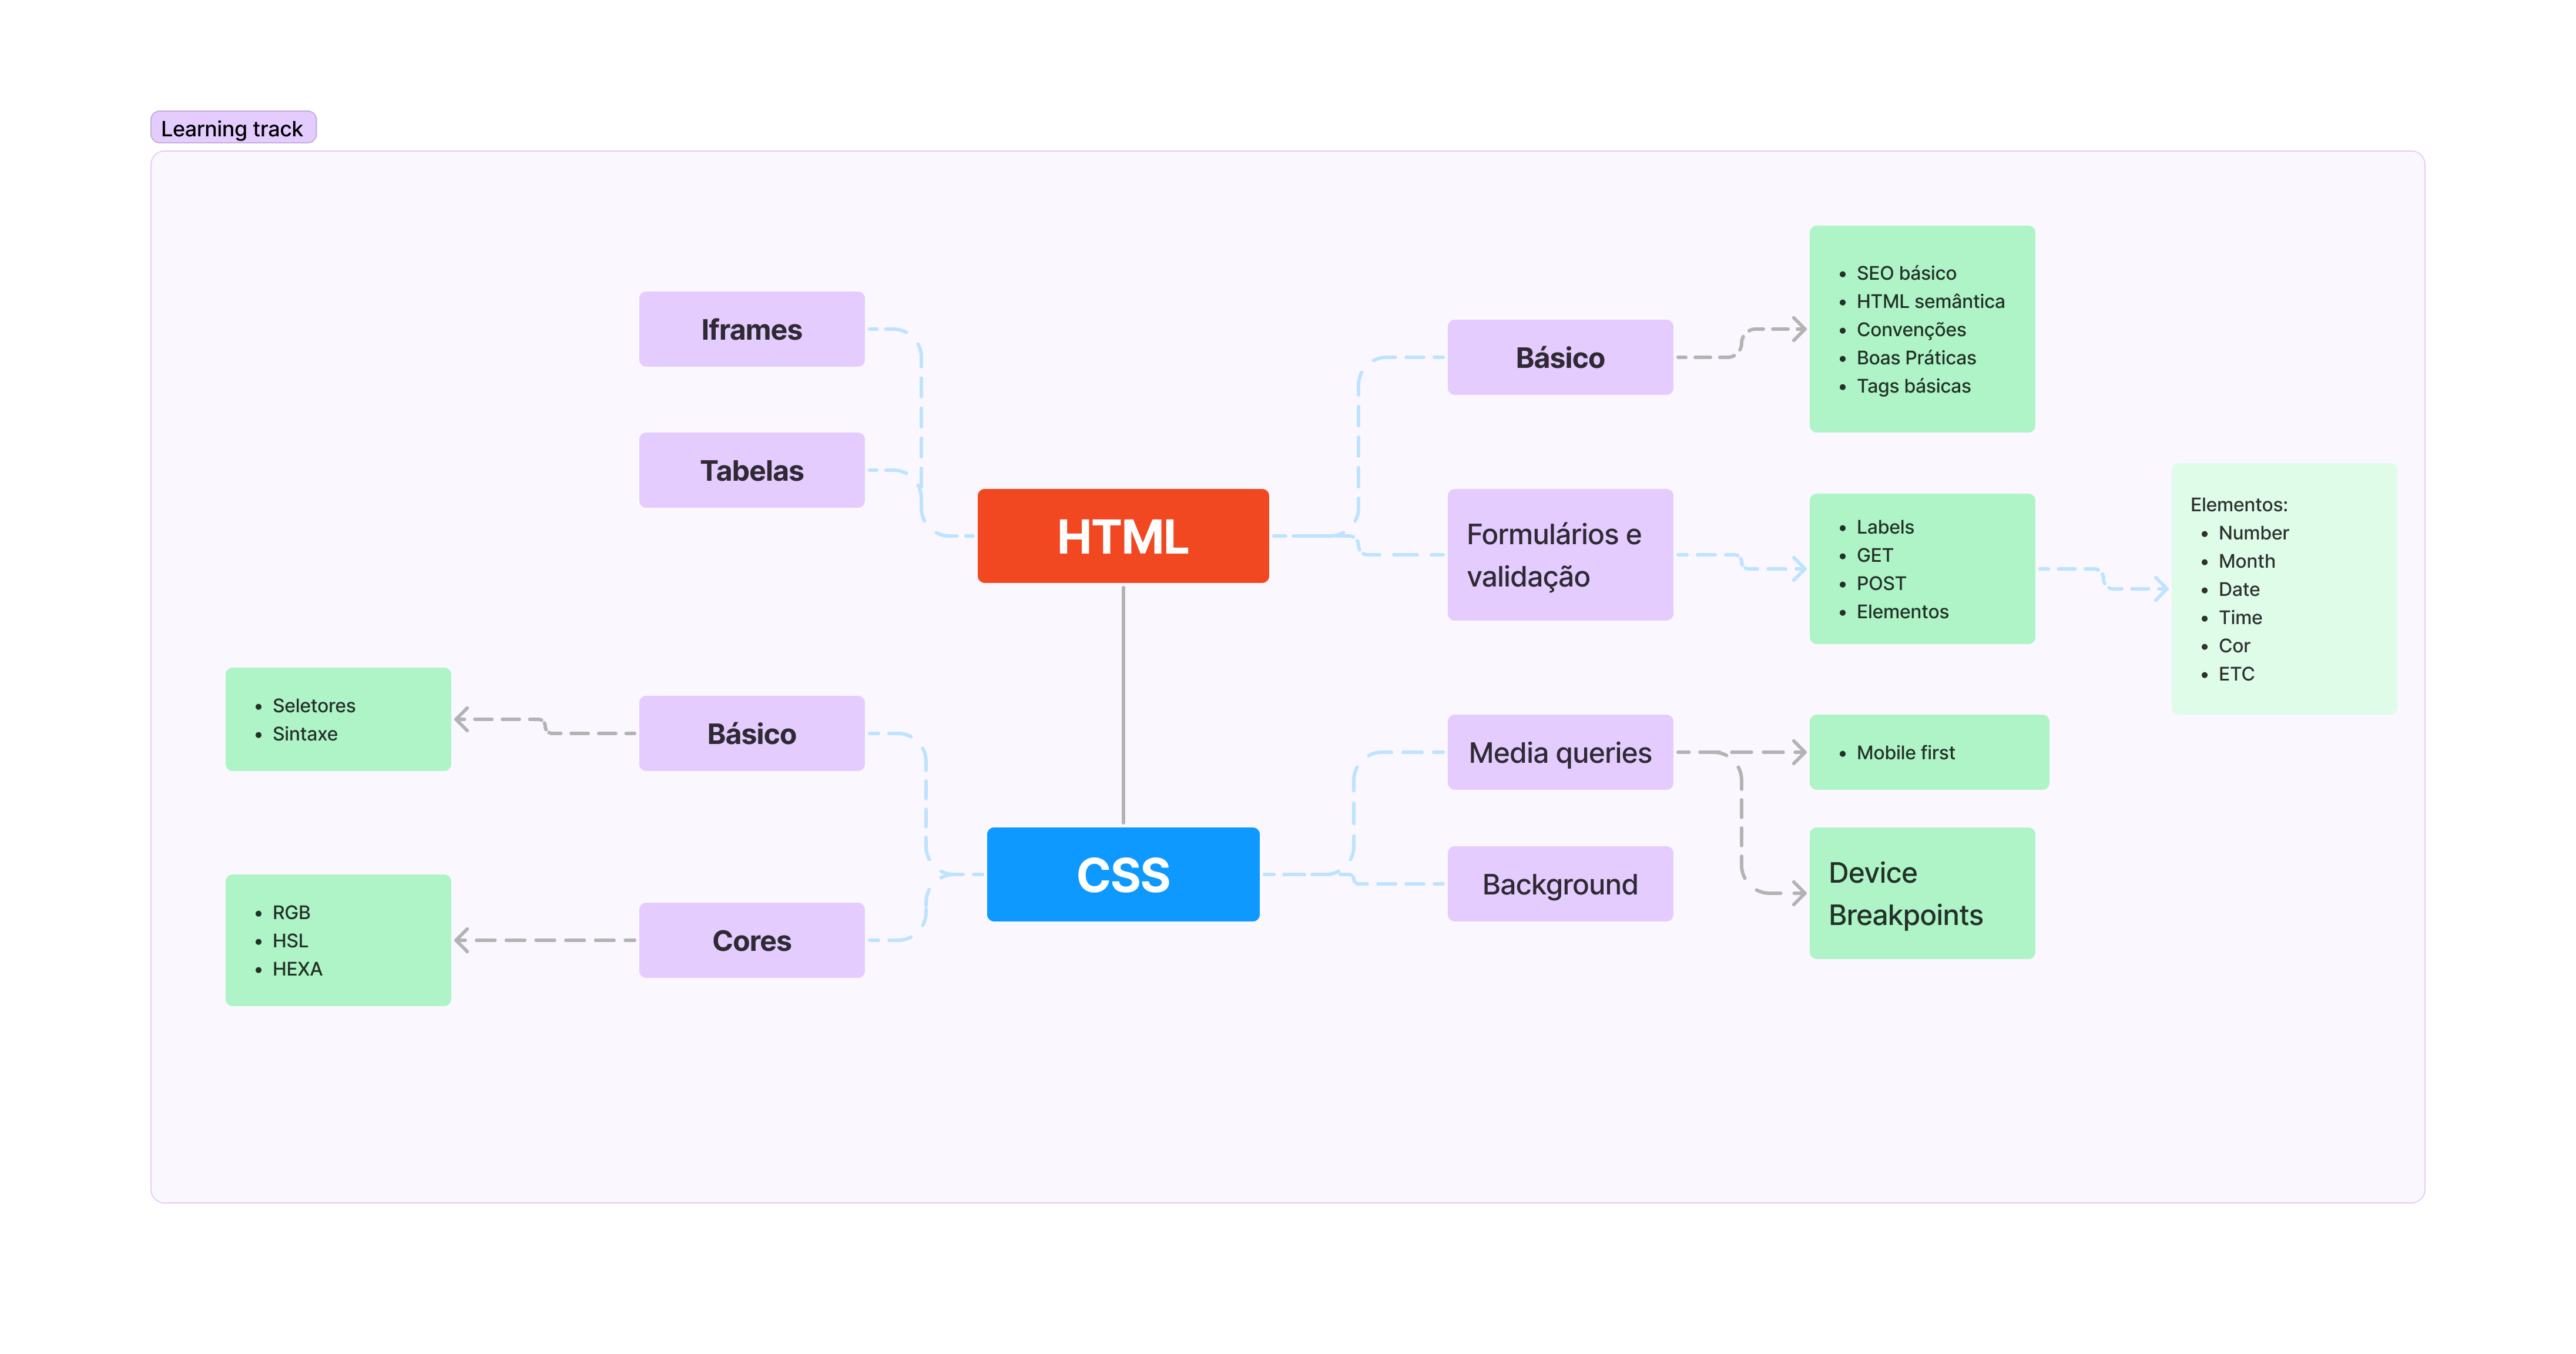 Learning track
Iframes
Tabelas
HTML
Básico
• SEO básico
• HTML semântica
• Convenções
• Boas Práticas
• Tags básicas
Formulários e
validação
• Labels
• GET
• POST
• Elementos
Elementos:
• Number
• Month
• Date
• Time
• Cor
• ETC
• Seletores
• Sintaxe
Básico
• RGB
• HSL
• HEXA
Cores
CSS
Media queries
• Mobile first
Background
Device
Breakpoints